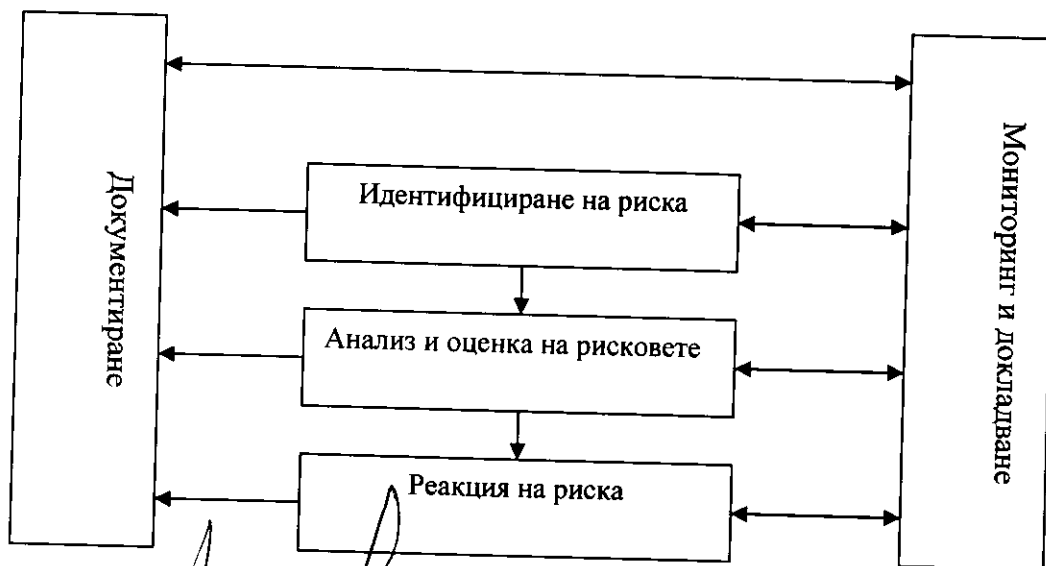 Документиране
Идентифициране на риска
Анализ и оценка на рисковете
Реакция на риска
Мониторинг и докладване